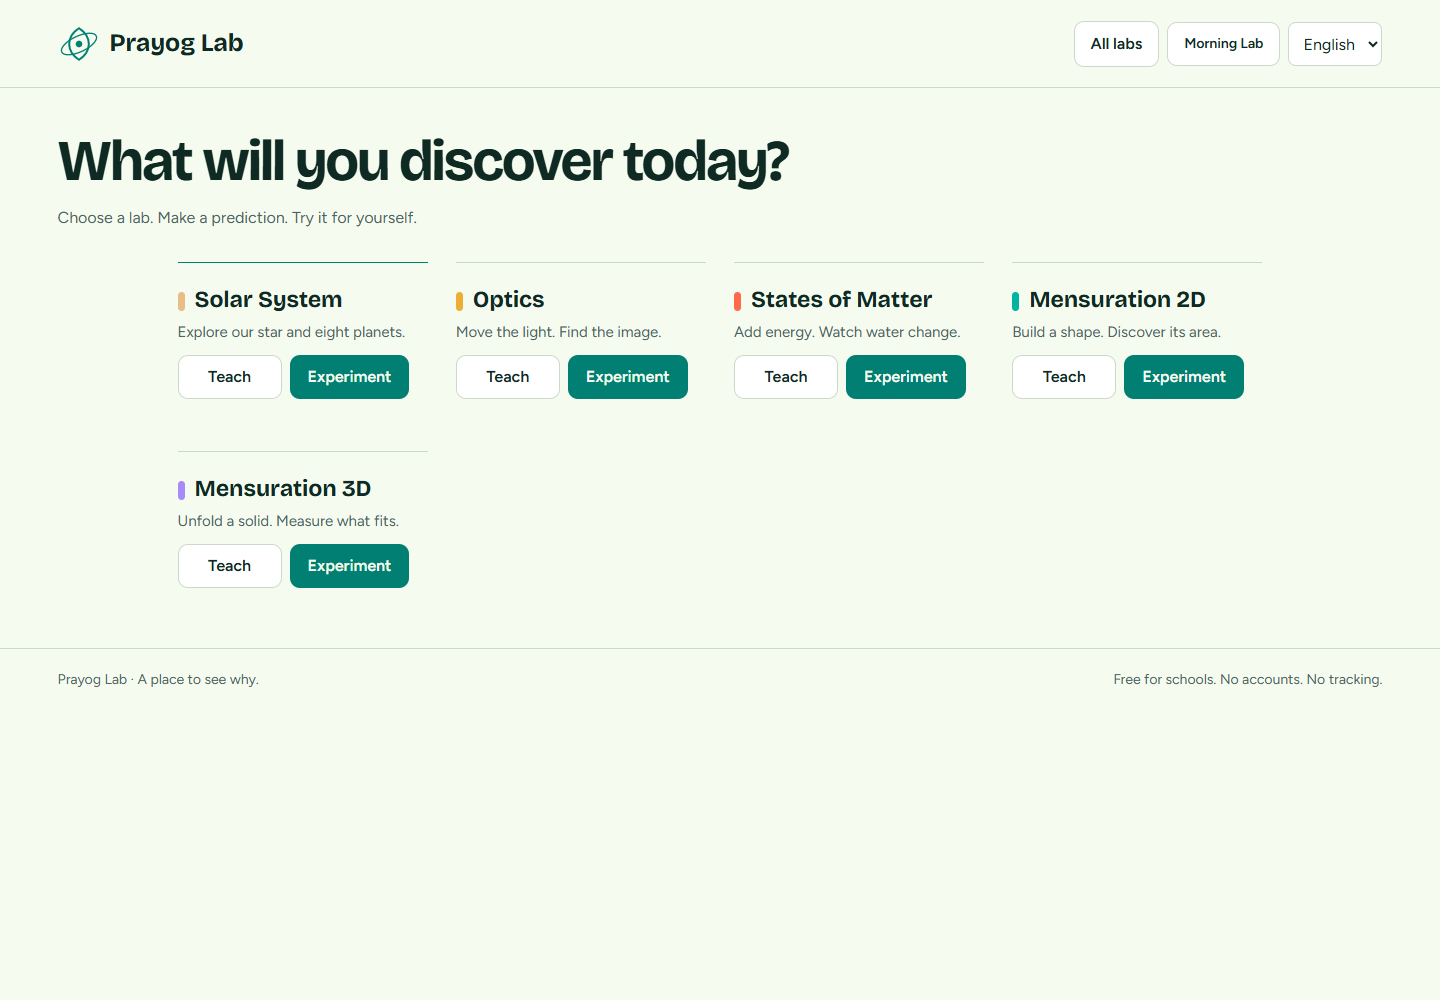 Prayog Lab
All labs
Morning Lab
English
What will you discover today?
Choose a lab. Make a prediction. Try it for yourself.
Solar System
Explore our star and eight planets.
Teach
Experiment
Optics
Move the light. Find the image.
Teach
Experiment
States of Matter
Add energy. Watch water change.
Teach
Experiment
Mensuration 2D
Build a shape. Discover its area.
Teach
Experiment
Mensuration 3D
Unfold a solid. Measure what fits.
Teach
Experiment
Prayog Lab · A place to see why.
Free for schools. No accounts. No tracking.